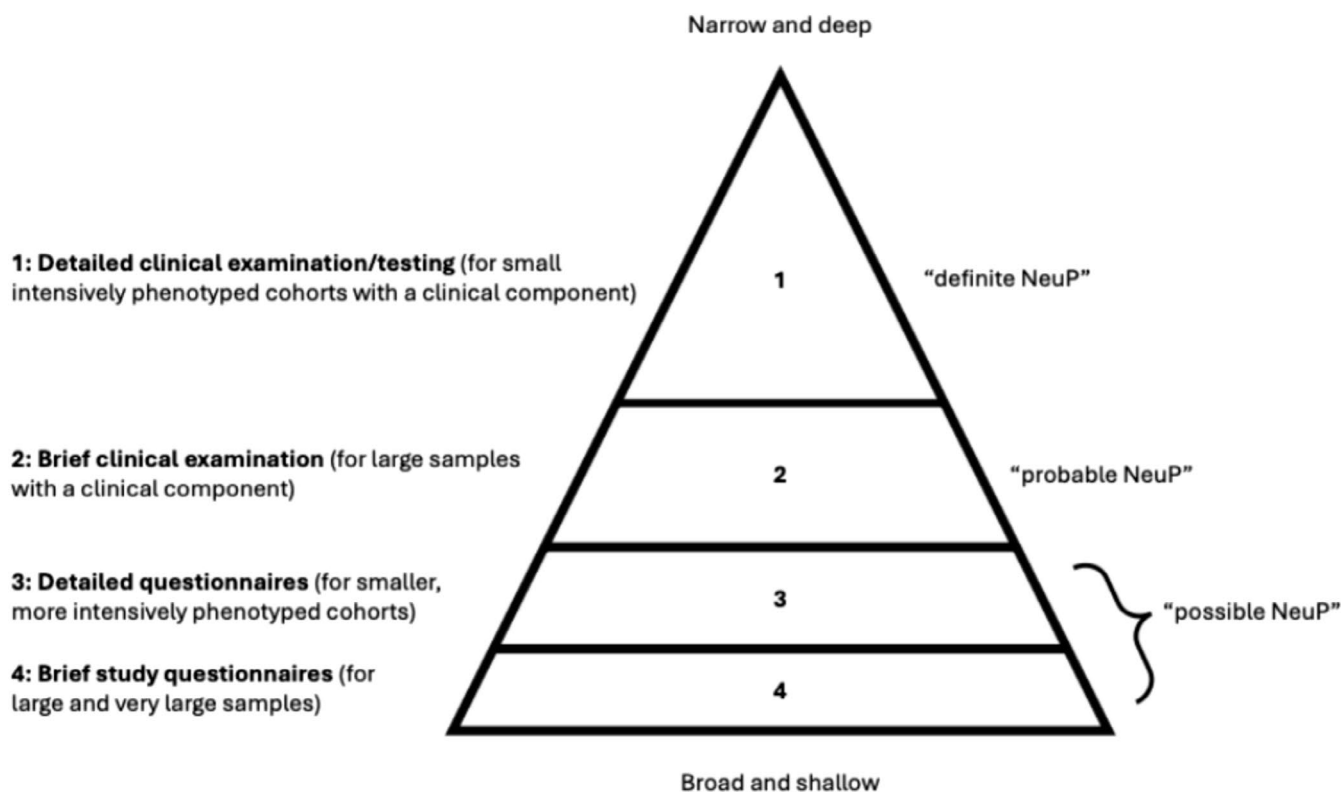 Narrow and deep
1: Detailed clinical examination/testing (for small
intensively phenotyped cohorts with a clinical component)
1
“definite NeuP”
2: Brief clinical examination (for large samples
with a clinical component)
2
“probable NeuP”
3: Detailed questionnaires (for smaller,
more intensively phenotyped cohorts)
3
“possible NeuP”
4: Brief study questionnaires (for
large and very large samples)
4
Broad and shallow